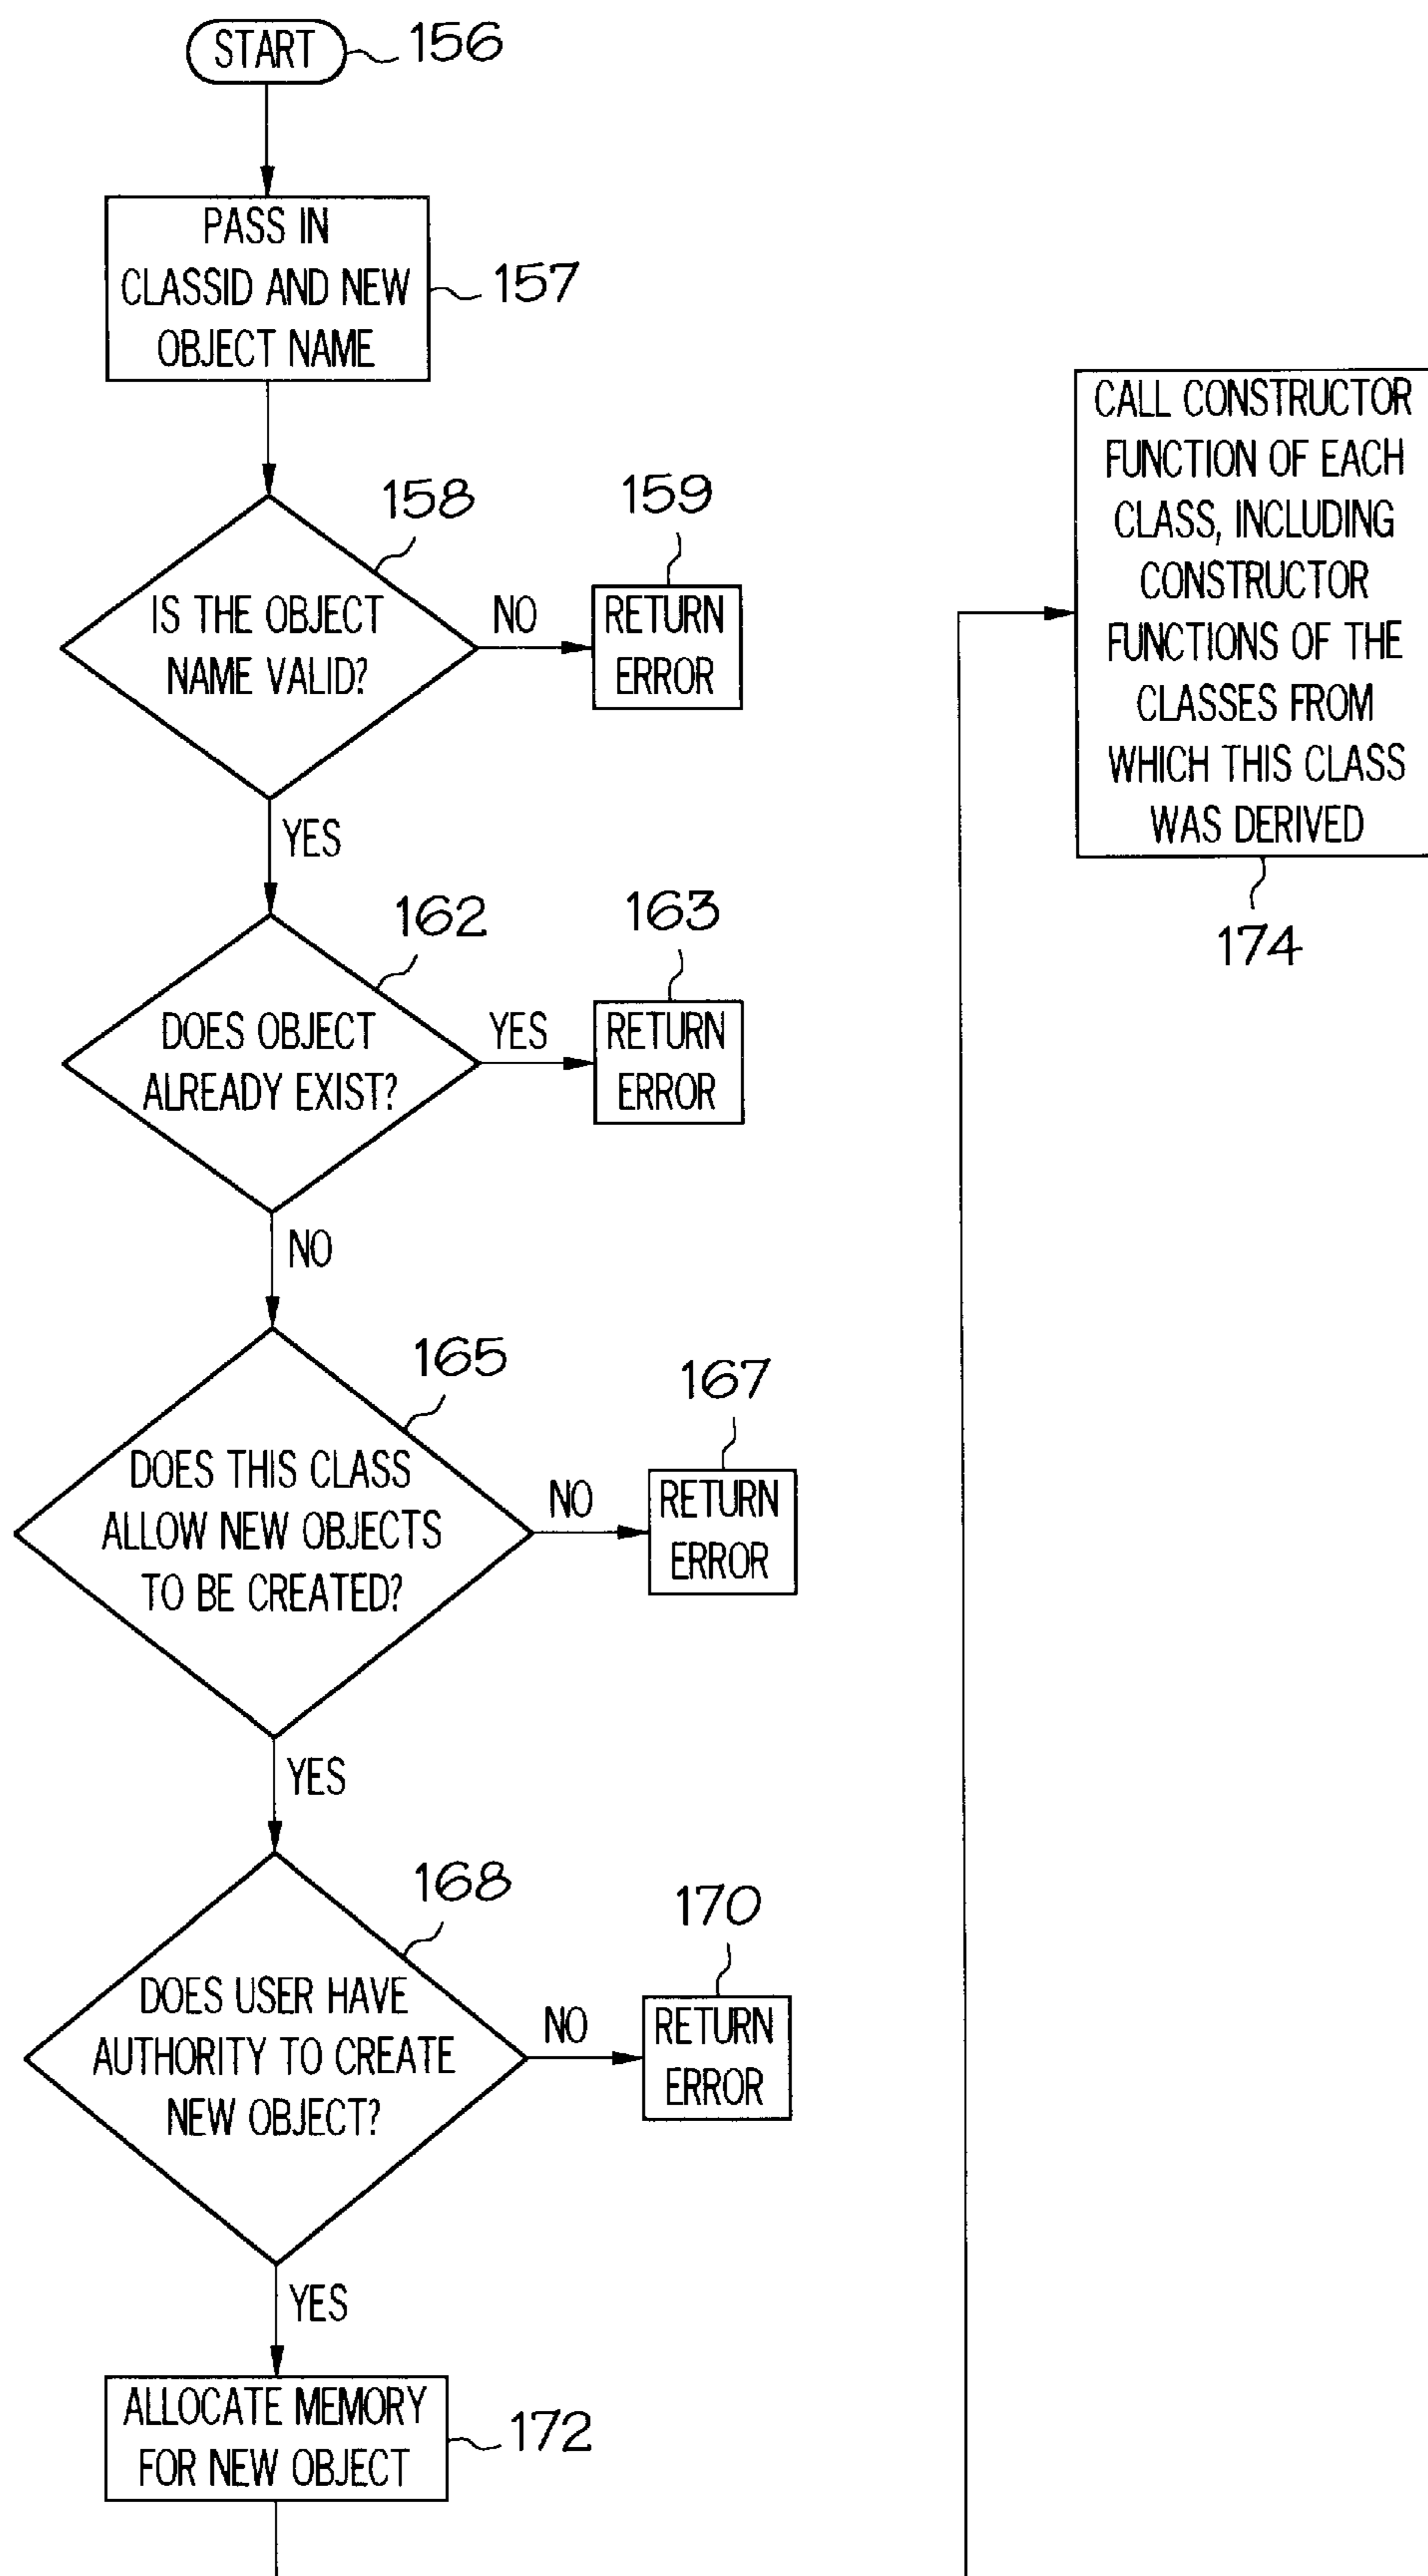 START
156
PASS IN
CLASSID AND NEW
OBJECT NAME
157
158
IS THE OBJECT
NAME VALID?
NO
159
RETURN
ERROR
YES
162
DOES OBJECT
ALREADY EXIST?
YES
163
RETURN
ERROR
NO
165
DOES THIS CLASS
ALLOW NEW OBJECTS
TO BE CREATED?
NO
167
RETURN
ERROR
YES
168
DOES USER HAVE
AUTHORITY TO CREATE
NEW OBJECT?
NO
170
RETURN
ERROR
YES
ALLOCATE MEMORY
FOR NEW OBJECT
172
CALL CONSTRUCTOR
FUNCTION OF EACH
CLASS, INCLUDING
CONSTRUCTOR
FUNCTIONS OF THE
CLASSES FROM
WHICH THIS CLASS
WAS DERIVED
174